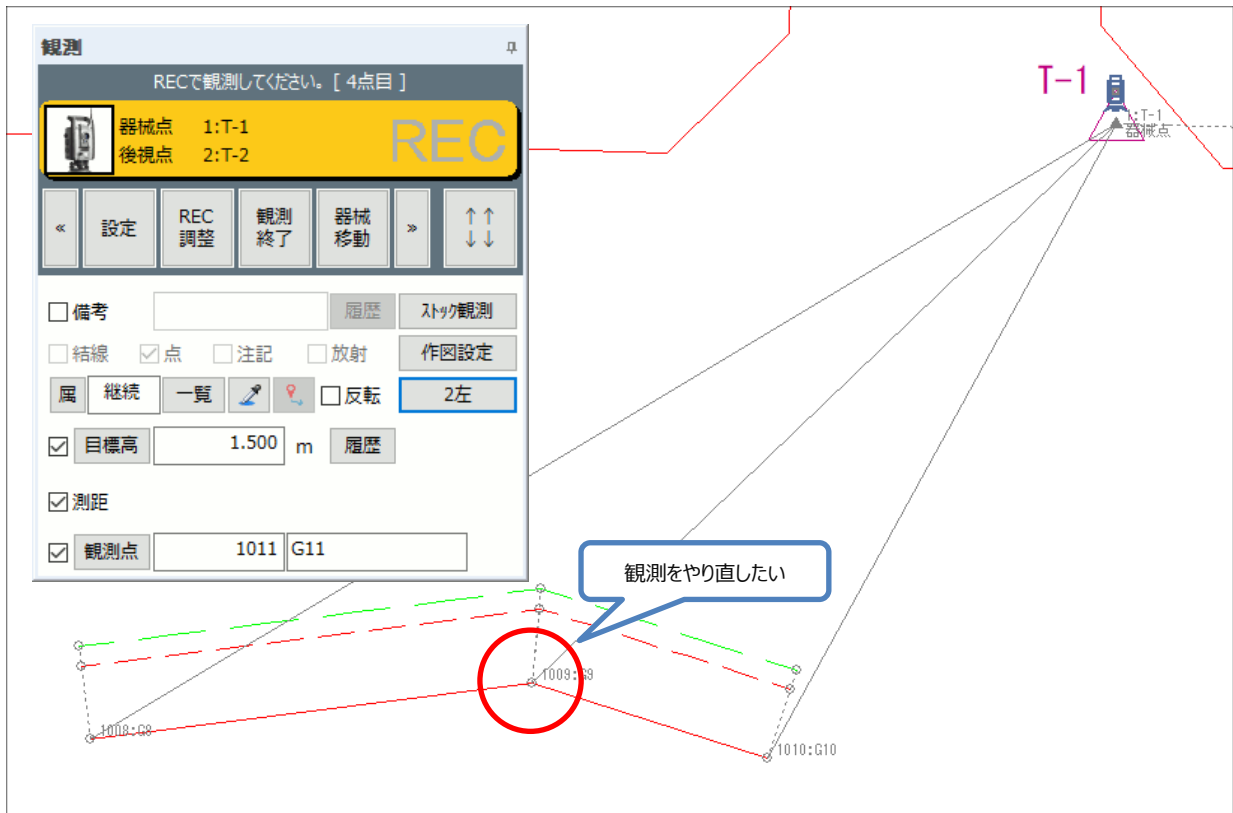 観測
RECで観測してください。[ 4点目 ]
器械点 1:T-1
後視点 2:T-2
REC
«
設定
REC
調整
観測
終了
器械
移動
»
↑↑
↓↓
備考
履歴
ストック観測
結線
点
注記
放射
作図設定
属
継続
一覧
反転
2左
目標高
1.500
m
履歴
測距
観測点
1011
G11
T-1
1:T-1
器械点
観測をやり直したい
1009:G9
1008:G8
1010:G10